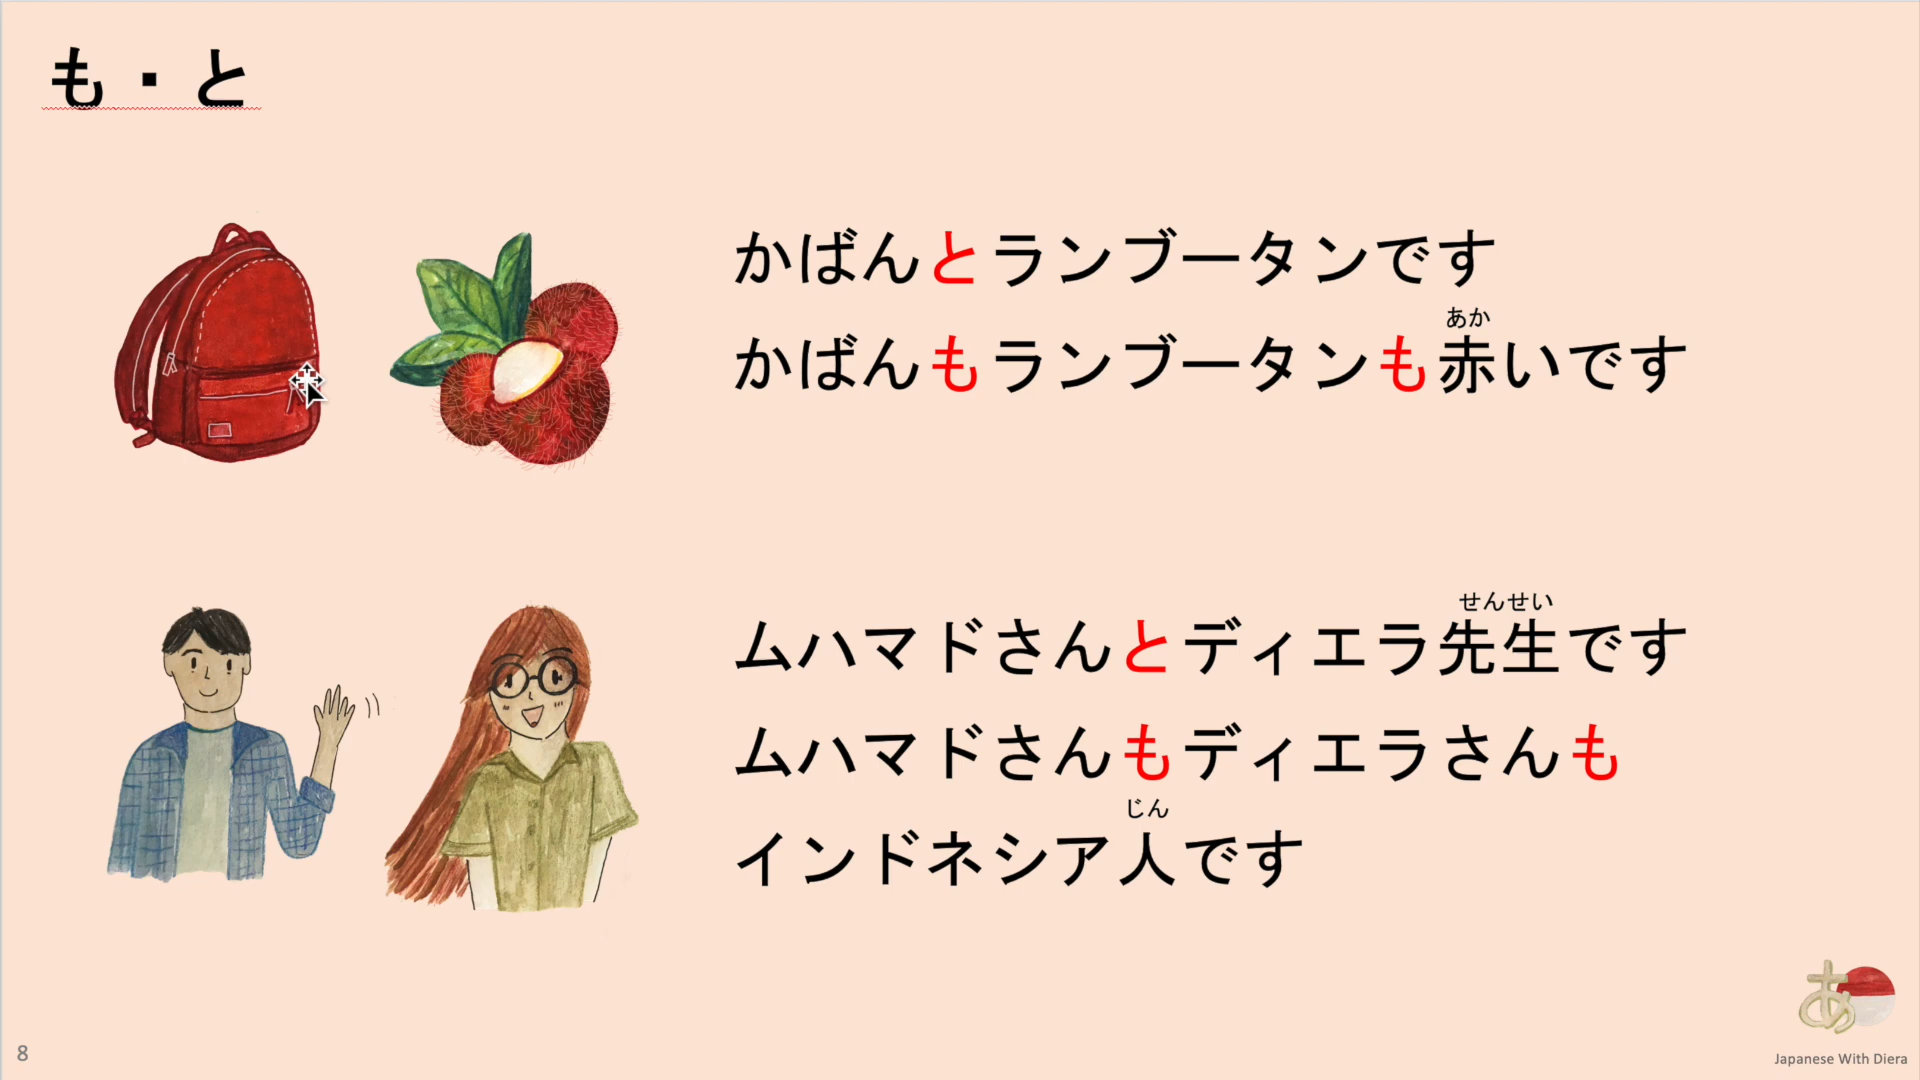 も・と
かばんとランブータンです
あか
かばんもランブータンも赤いです
せんせい
ムハマドさんとディエラ先生です
ムハマドさんもディエラさんも
じん
インドネシア人です
あ
Japanese With Diera
8